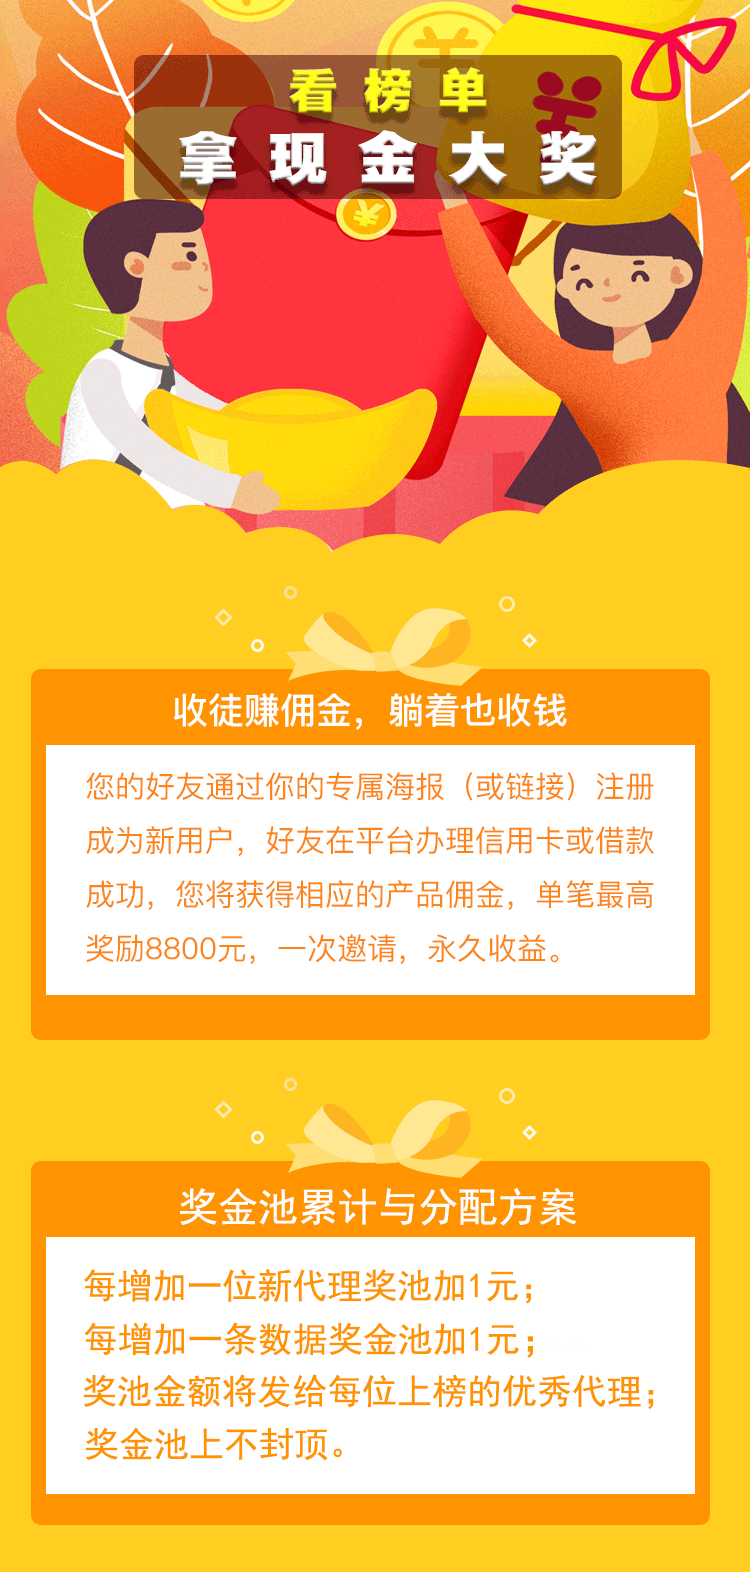 看榜单
拿现金大奖
收徒赚佣金，躺着也收钱
您的好友通过你的专属海报（或链接）注册
成为新用户，好友在平台办理信用卡或借款
成功，您将获得相应的产品佣金，单笔最高
奖励8800元，一次邀请，永久收益。
奖金池累计与分配方案
每增加一位新代理奖池加1元；
每增加一条数据奖金池加1元；
奖池金额将发给每位上榜的优秀代理；
奖金池上不封顶。